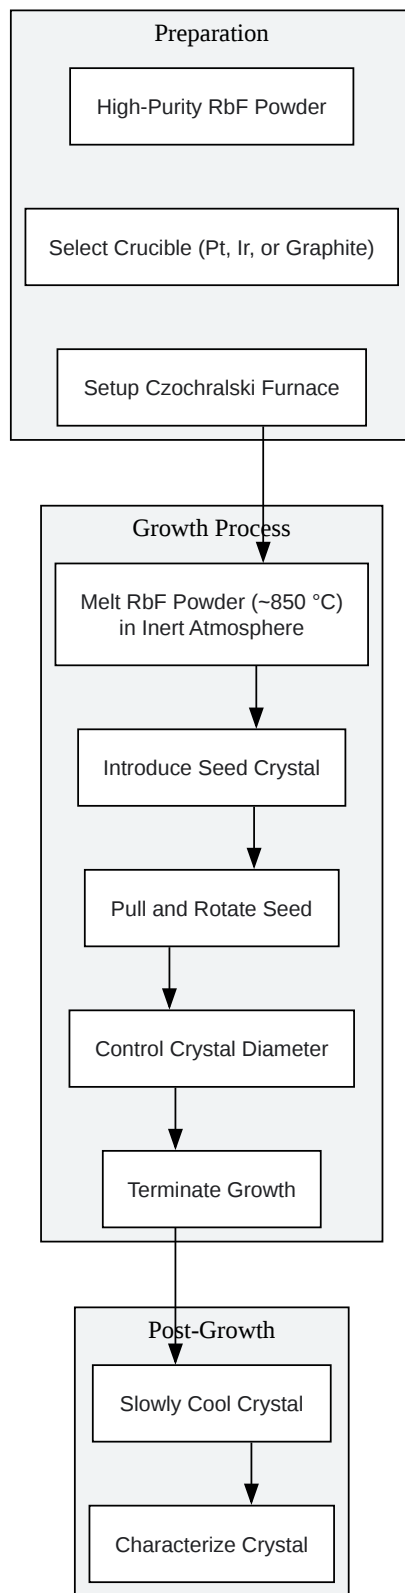 Preparation
High-Purity RbF Powder
Select Crucible (Pt, Ir, or Graphite)
Setup Czochralski Furnace
Growth Process
Melt RbF Powder (~850 °C)
in Inert Atmosphere
Introduce Seed Crystal
Pull and Rotate Seed
Control Crystal Diameter
Terminate Growth
Post-Growth
Slowly Cool Crystal
Characterize Crystal